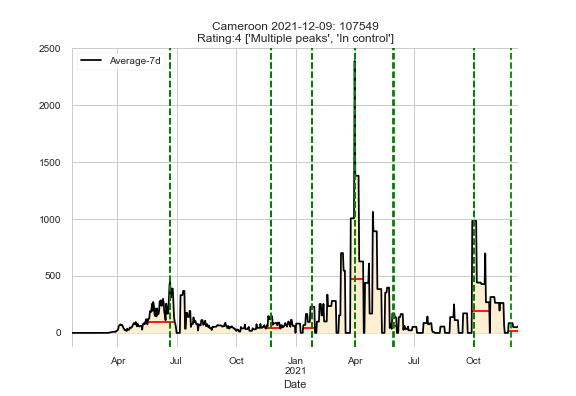 Cameroon 2021-12-09: 107549
Rating:4 ['Multiple peaks', 'In control']
Average-7d
2500
2000
1500
1000
500
0
Apr
Jul
Oct
Jan
2021
Apr
Jul
Oct
Date